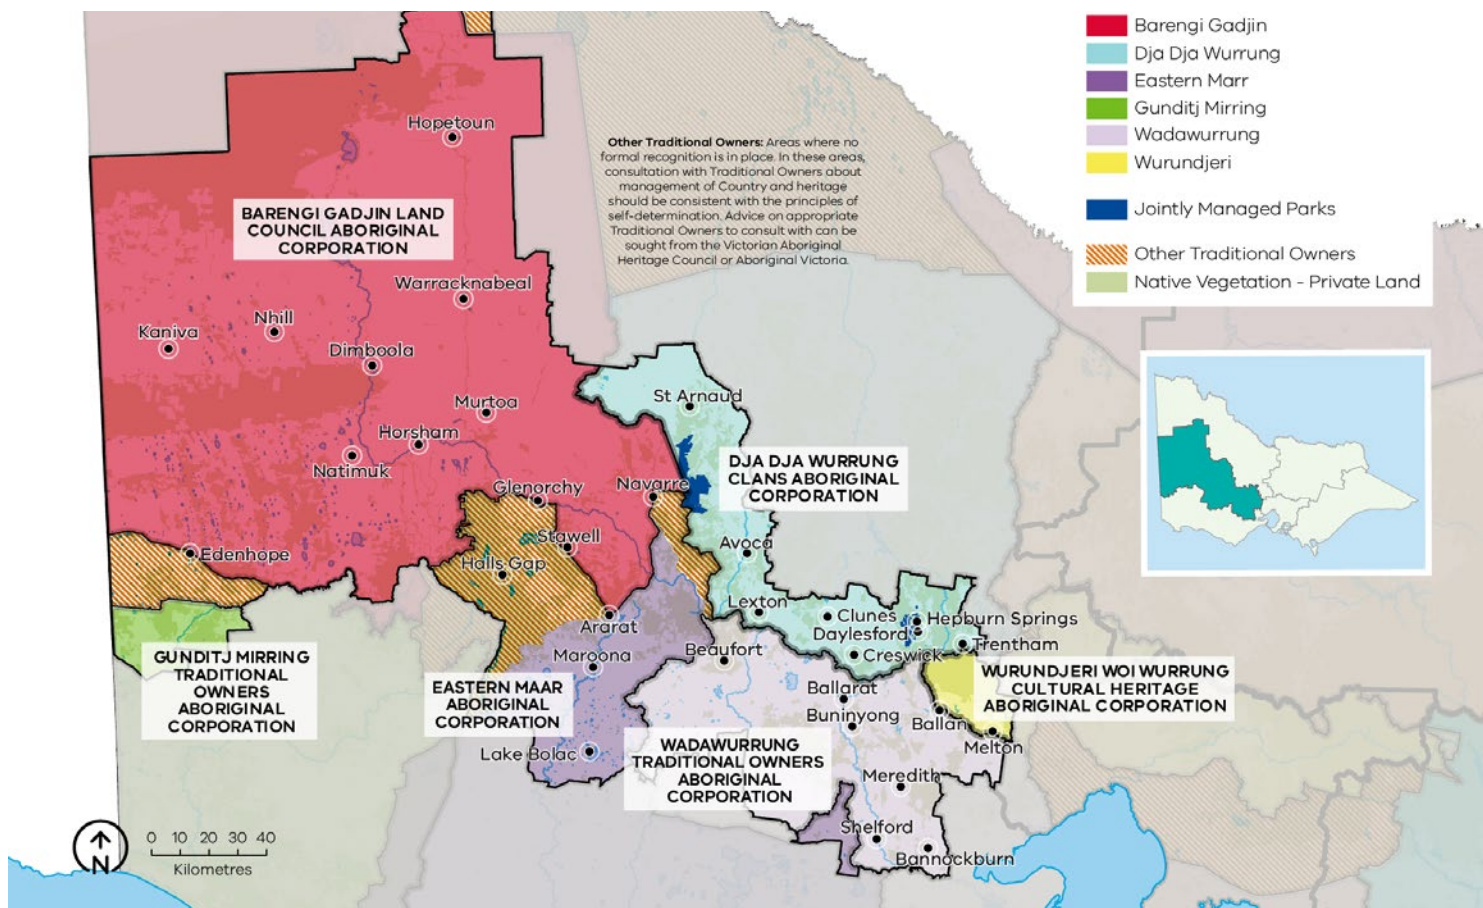 Barengi Gadjin
Dja Dja Wurrung
Eastern Marr
Gunditj Mirring
Wadawurrung
Wurundjeri
Jointly Managed Parks
Other Traditional Owners
Native Vegetation - Private Land
Hopetoun
Other Traditional Owners: Areas where no
formal recognition is in place. In these areas,
consultation with Traditional Owners about
management of Country and heritage
should be consistent with the principles of
self-determination. Advice on appropriate
Traditional Owners to consult with can be
sought from the Victorian Aboriginal
Heritage Council or Aboriginal Victoria.
BARENGI GADJIN LAND
COUNCIL ABORIGINAL
CORPORATION
Warracknabeal
Nhill
Kaniva
Dimboola
St Arnaud
Murtoa
Horsham
Natimuk
DJA DJA WURRUNG
CLANS ABORIGINAL
CORPORATION
Glenorchy
Navarre
Stawell
Edenhope
Halls Gap
Avoca
Lexton
Clunes
Hepburn Springs
Daylesford
Ararat
Trentham
Creswick
Beaufort
Maroona
GUNDITJ MIRRING
TRADITIONAL
OWNERS
ABORIGINAL
CORPORATION
EASTERN MAAR
ABORIGINAL
CORPORATION
WURUNDJERI WOI WURRUNG
CULTURAL HERITAGE
ABORIGINAL CORPORATION
Ballarat
Buninyong
Ballan
Melton
Lake Bolac
WADAWURRUNG
TRADITIONAL OWNERS
ABORIGINAL
CORPORATION
Meredith
Shelford
Bannockburn
N
0 10 20 30 40
Kilometres